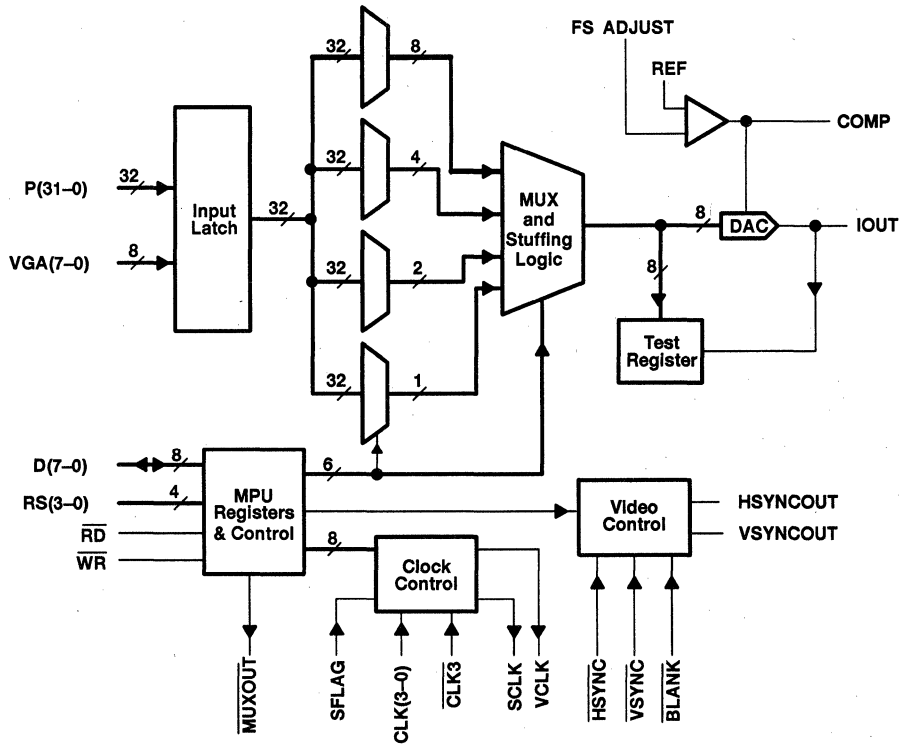 FS ADJUST
REF
COMP
32
8
32
4
32
P(31–0)
8
VGA(7–0)
Input
Latch
32
32
2
32
1
MUX
and
Stuffing
Logic
8
DAC
IOUT
8
Test
Register
D(7–0)
8
RS(3–0)
4
RD
WR
MPU
Registers
& Control
6
8
Clock
Control
Video
Control
HSYNCOUT
VSYNCOUT
MUXOUT
SFLAG
CLK(3–0)
CLK3
SCLK
VCLK
HSYNC
VSYNC
BLANK